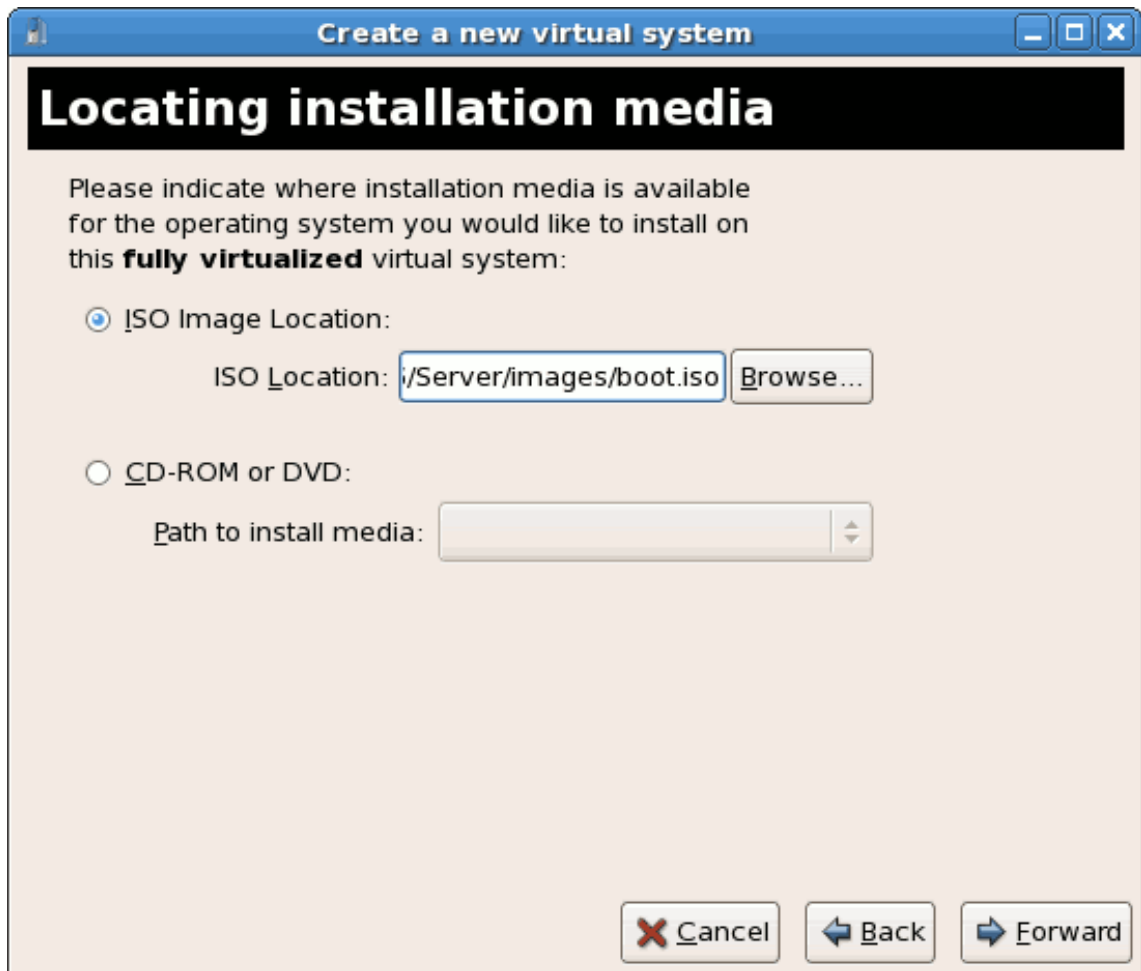 Create a new virtual system
Locating installation media
Please indicate where installation media is available
for the operating system you would like to install on
this fully virtualized virtual system:
ISO Image Location:
ISO Location: /Server/images/boot.iso Browse...
CD-ROM or DVD:
Path to install media:
Cancel Back Forward